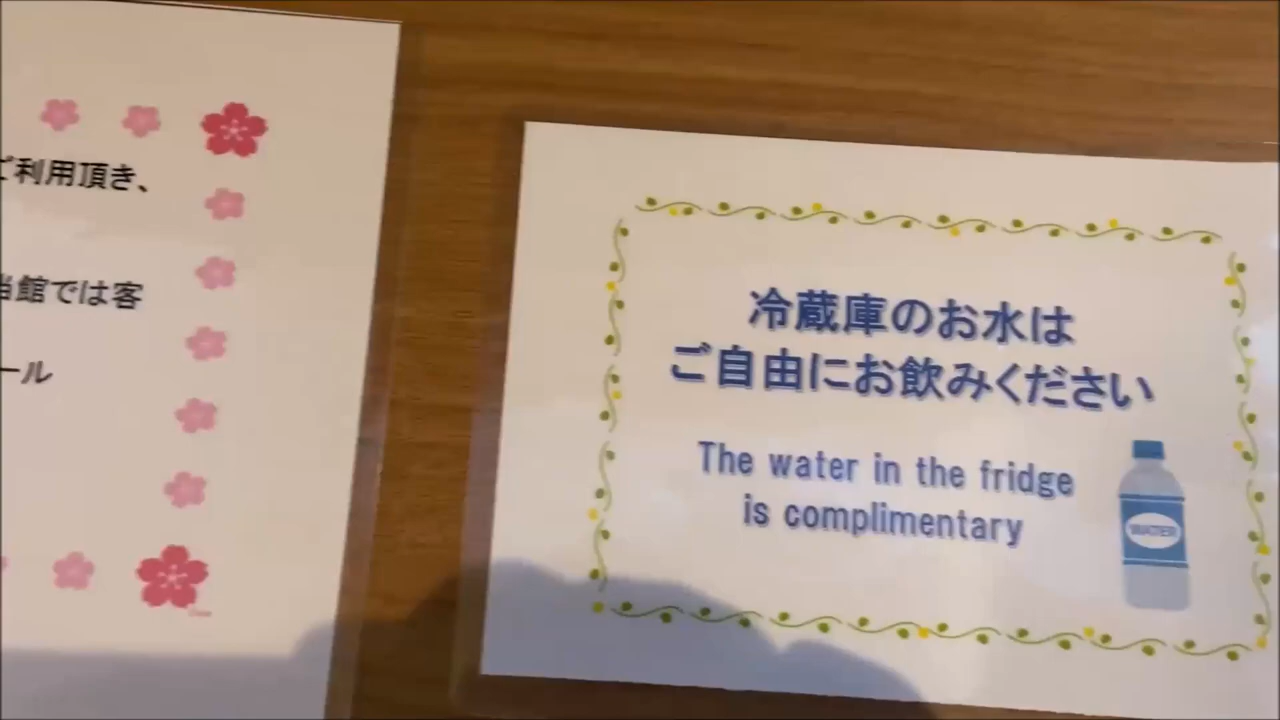 ご利用頂き、
当館では客
ール
冷蔵庫のお水は
ご自由にお飲みください
The water in the fridge
is complimentary
WATER